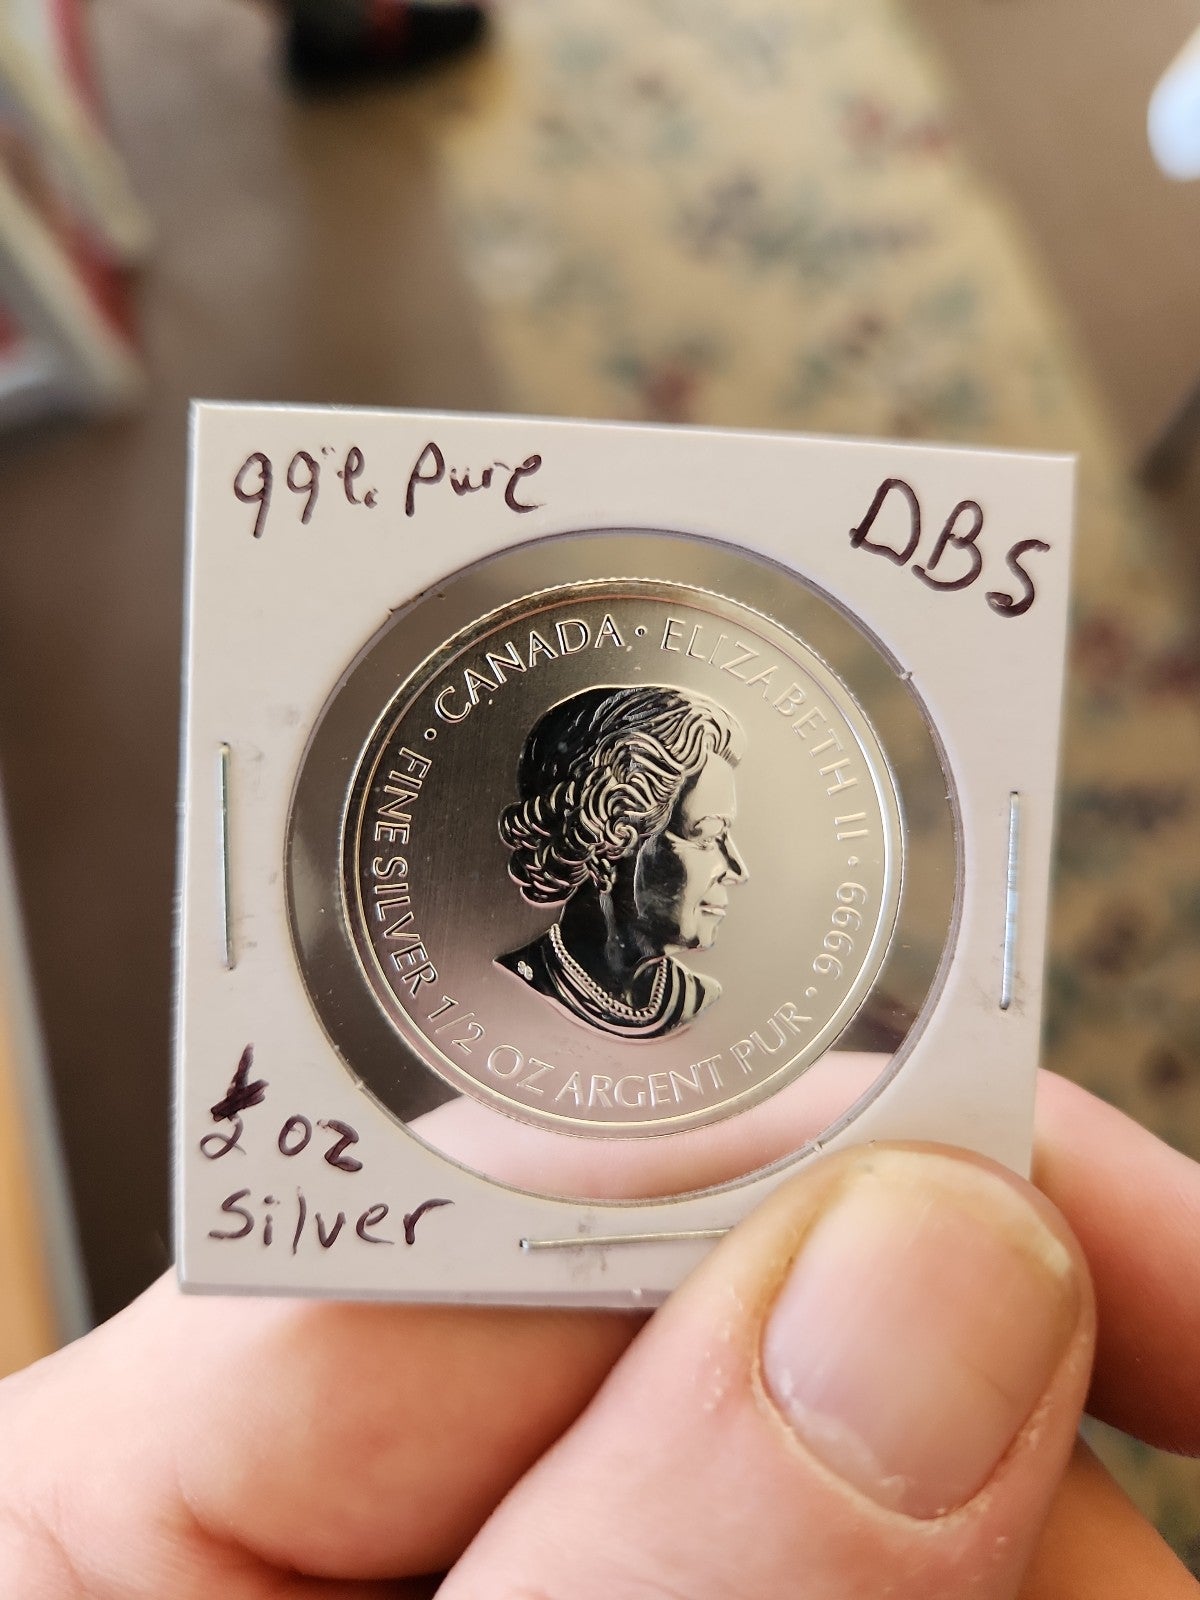 99% Pure
DBS
CANADA · ELIZABETH II · 9999
FINE SILVER 1/2 OZ ARGENT PUR ·
½ oz
Silver